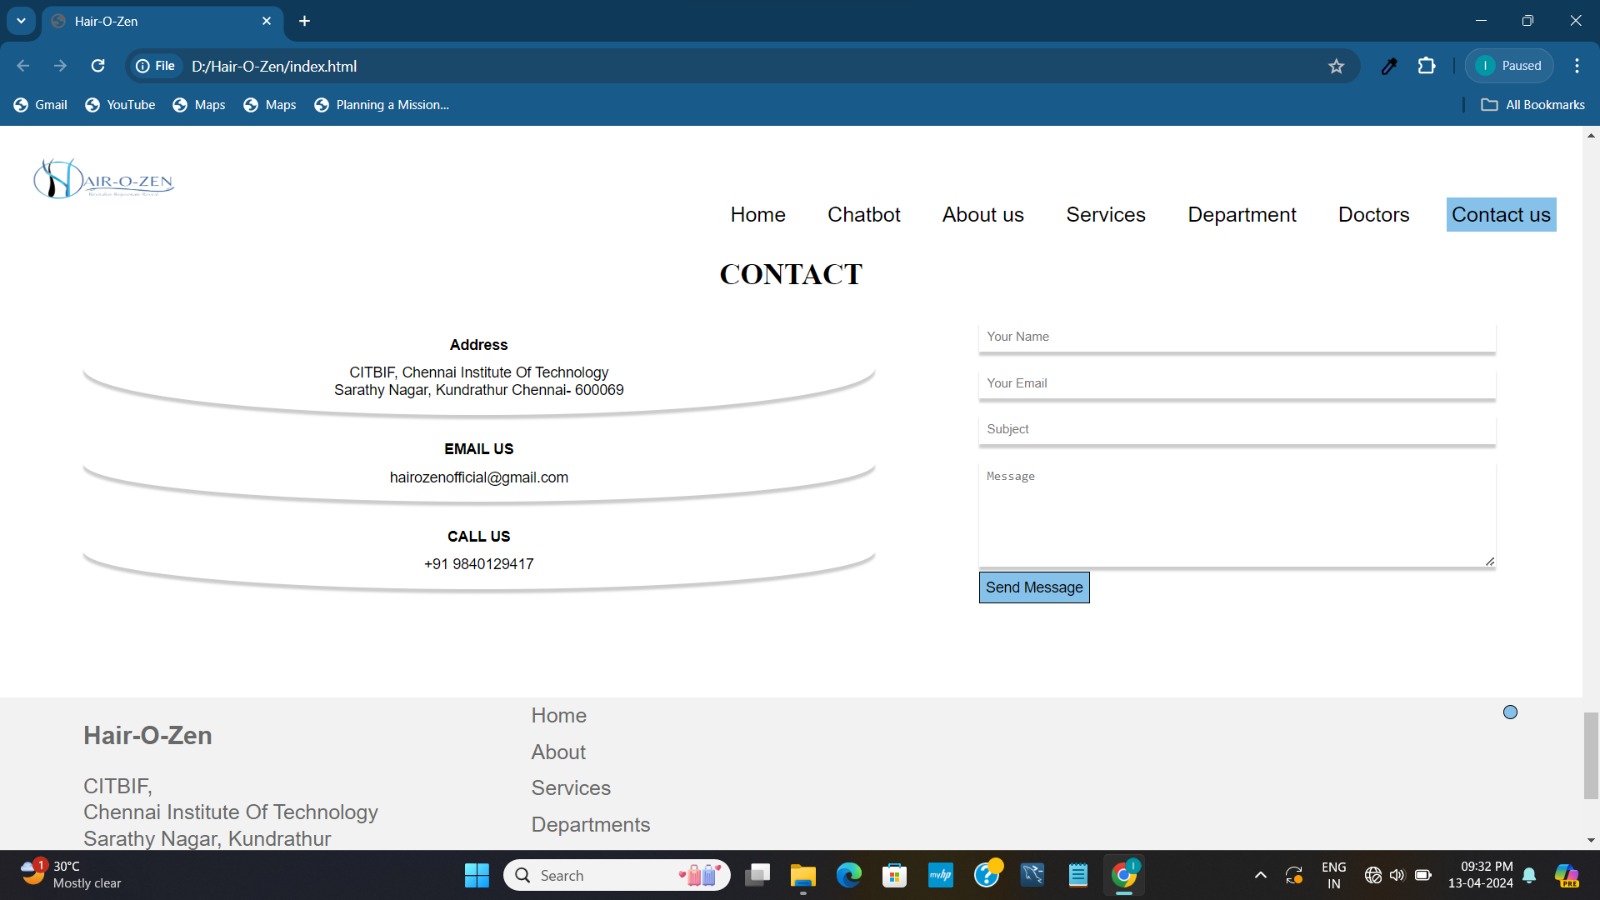 Hair-O-Zen
File D:/Hair-O-Zen/index.html
Paused
Gmail YouTube Maps Maps Planning a Mission...
All Bookmarks
AIR-O-ZEN
Home Chatbot About us Services Department Doctors Contact us
CONTACT
Address
CITBIF, Chennai Institute Of Technology
Sarathy Nagar, Kundrathur Chennai- 600069
EMAIL US
hairozenofficial@gmail.com
CALL US
+91 9840129417
Your Name
Your Email
Subject
Message
Send Message
Hair-O-Zen
CITBIF,
Chennai Institute Of Technology
Sarathy Nagar, Kundrathur
Home
About
Services
Departments
1
30°C
Mostly clear
Search
myhp
I
ENG
IN
09:32 PM
13-04-2024
PRE